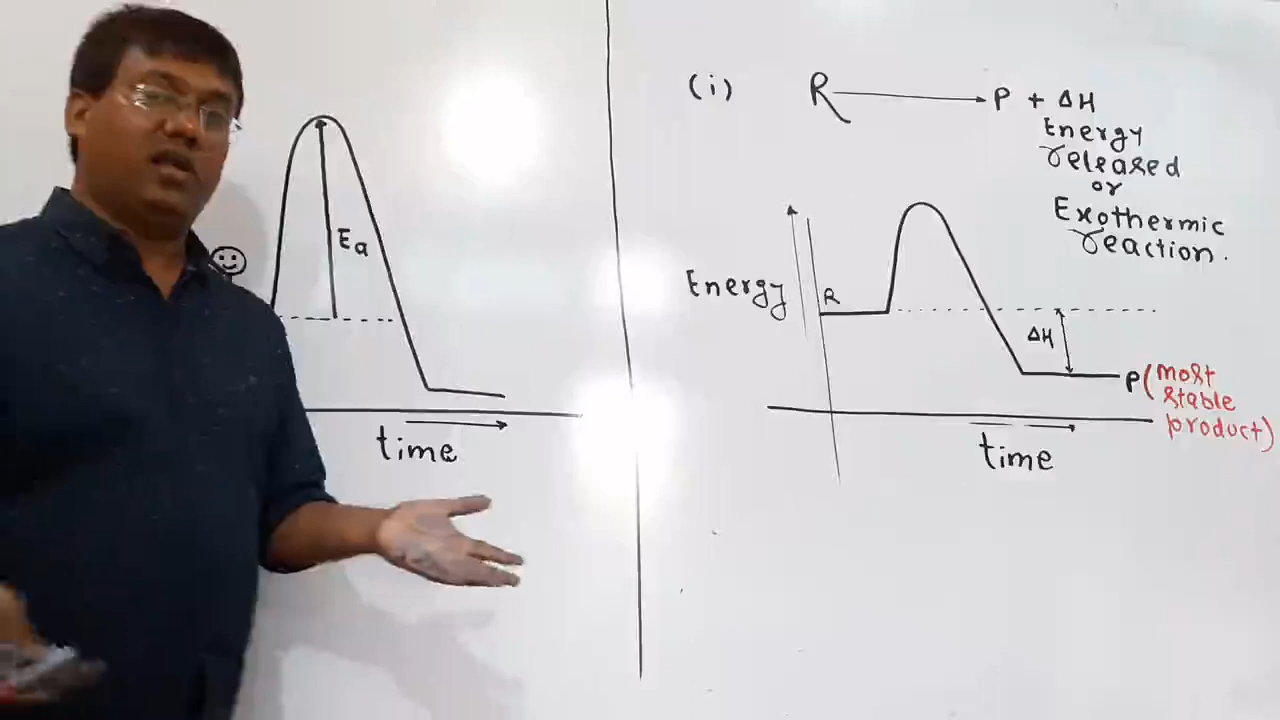 Ea
time
(i) R → P + ΔH
Energy
released
or
Exothermic
reaction.
Energy
R
ΔH
P (most
stable
product)
time